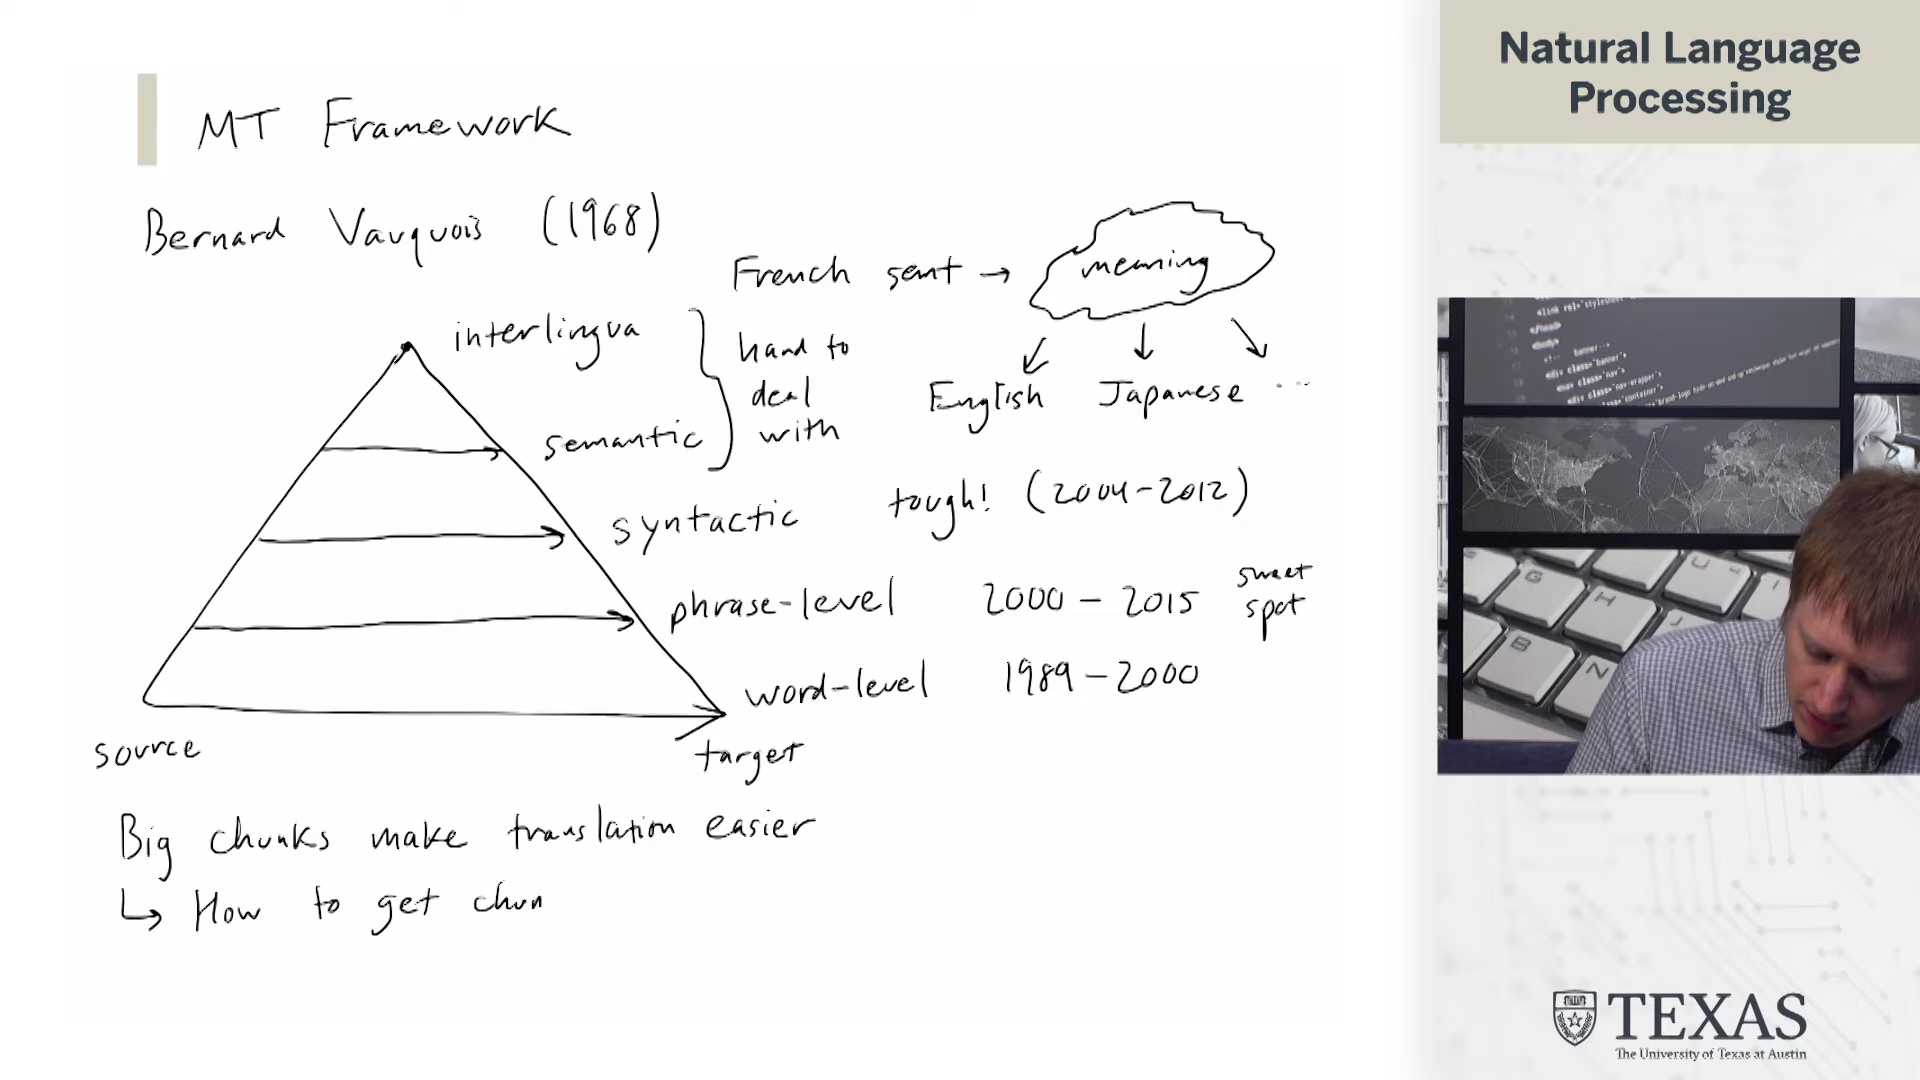 Natural Language
Processing
MT Framework
Bernard Vauquois (1968)
French sent → meaning
English Japanese ...
interlingua
semantic
hard to
deal
with
syntactic tough! (2004-2012)
phrase-level 2000 - 2015 sweet
spot
word-level 1989 - 2000
source
target
Big chunks make translation easier
↳ How to get chun
TEXAS
The University of Texas at Austin